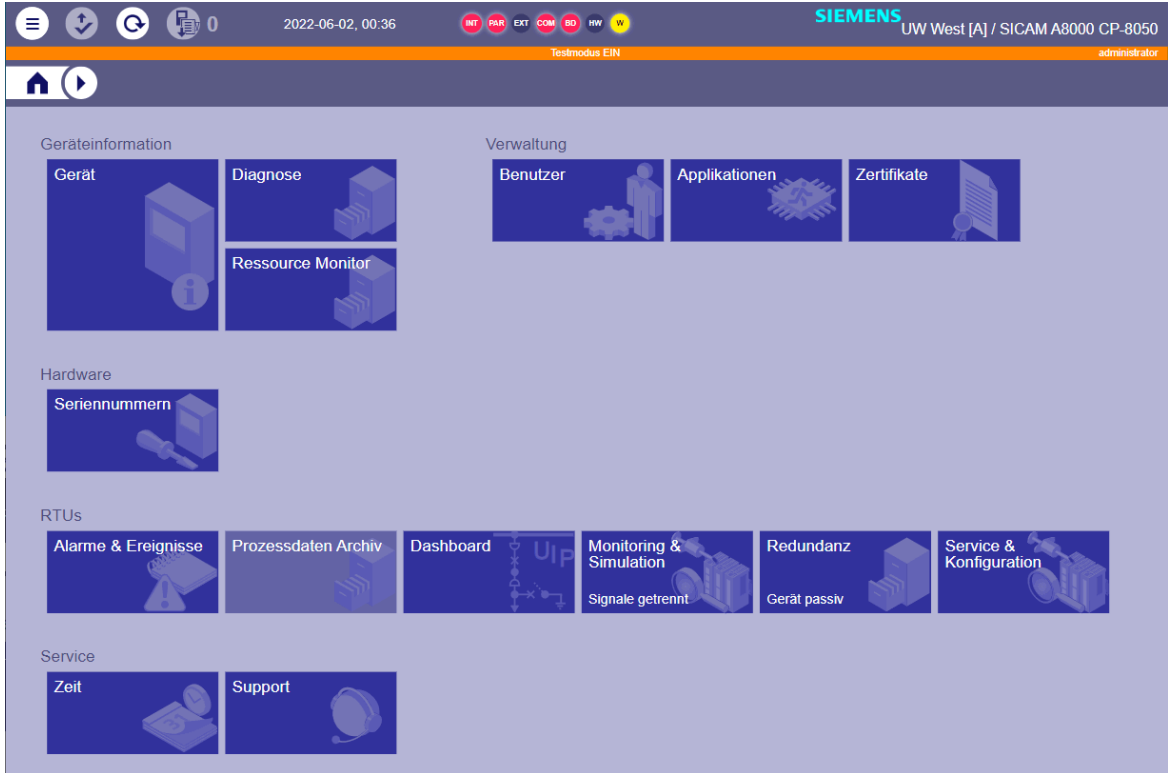 0
2022-06-02, 00:36
INT PAR EXT COM BD HW W
SIEMENS
UW West [A] / SICAM A8000 CP-8050
Testmodus EIN
administrator
Geräteinformation
Verwaltung
Gerät
Diagnose
Benutzer
Applikationen
Zertifikate
Ressource Monitor
Hardware
Seriennummern
RTUs
Alarme & Ereignisse
Prozessdaten Archiv
Dashboard
UIP
Monitoring &
Simulation
Signale getrennt
Redundanz
Gerät passiv
Service &
Konfiguration
Service
Zeit
3
Support